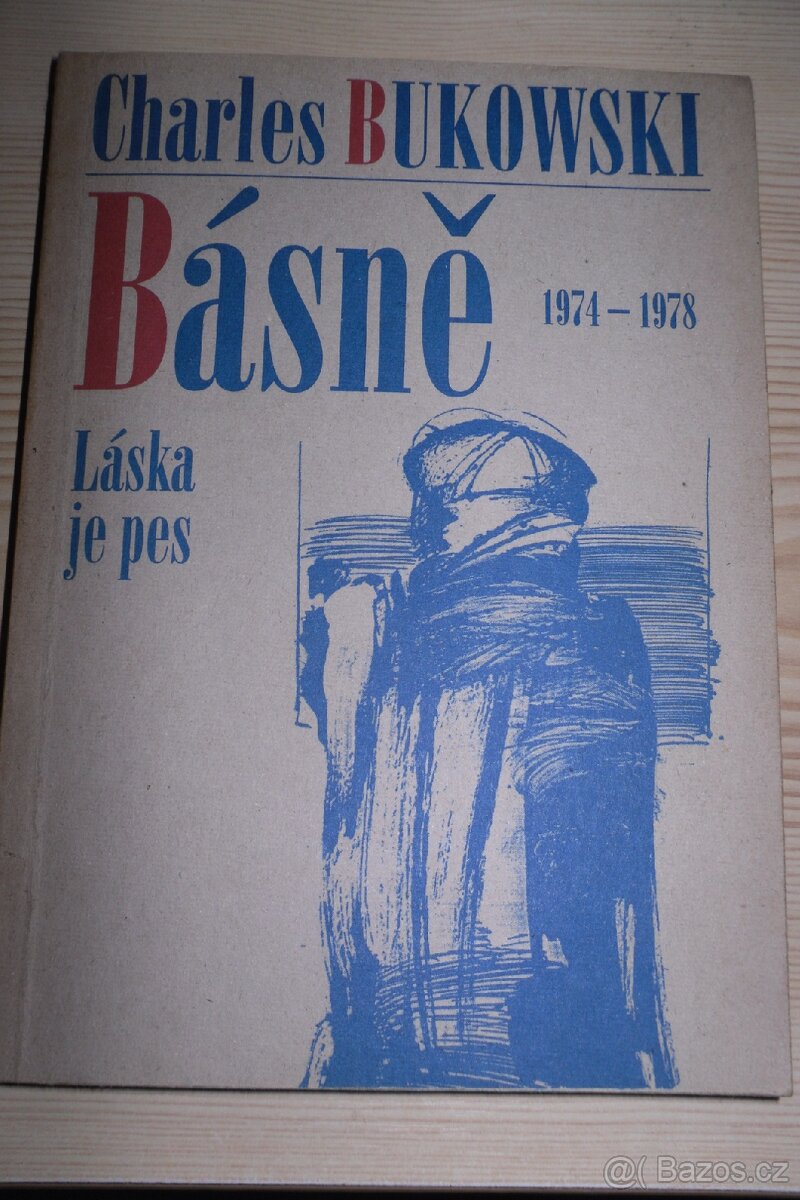 Charles BUKOWSKI
Básně
1974 – 1978
Láska
je pes
@( Bazos.cz